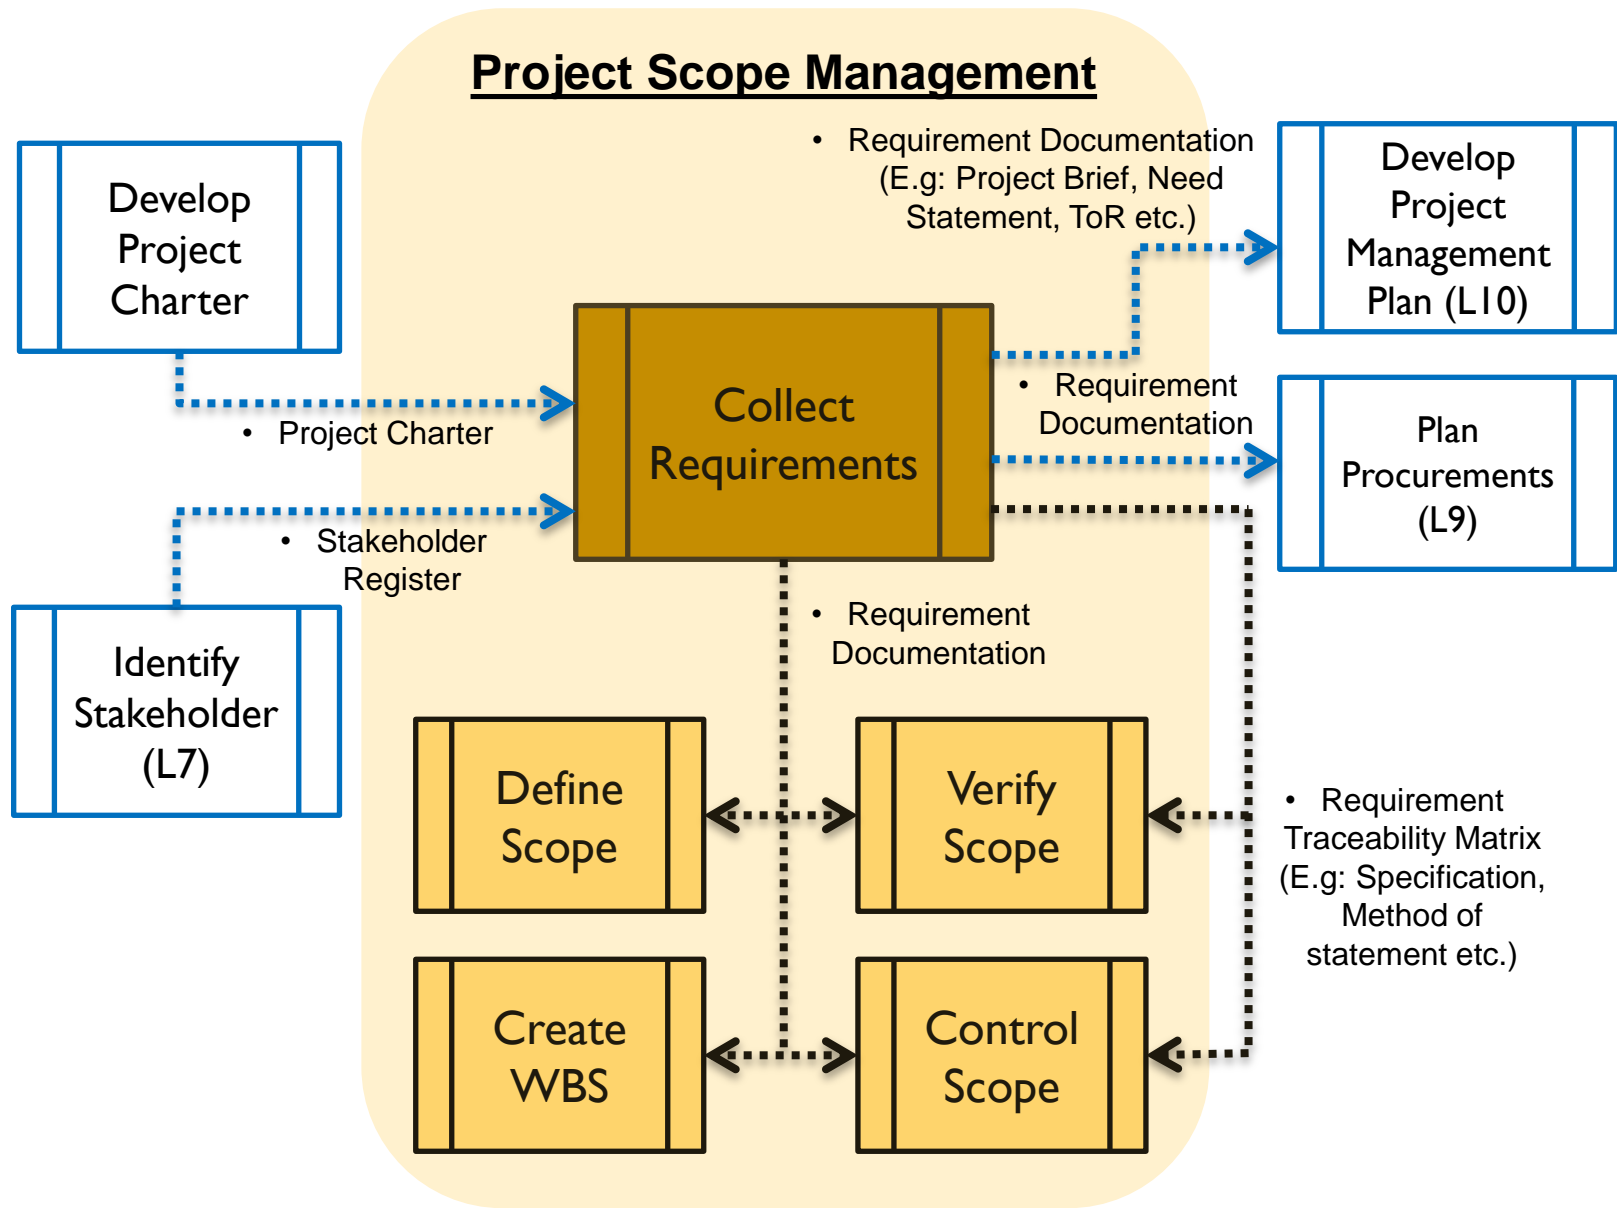 Project Scope Management
Develop
Project
Charter
• Project Charter
Identify
Stakeholder
(L7)
• Stakeholder
Register
Collect
Requirements
• Requirement Documentation
(E.g: Project Brief, Need
Statement, ToR etc.)
Develop
Project
Management
Plan (L10)
• Requirement
Documentation
Plan
Procurements
(L9)
• Requirement
Documentation
Define
Scope
Verify
Scope
Create
WBS
Control
Scope
• Requirement
Traceability Matrix
(E.g: Specification,
Method of
statement etc.)